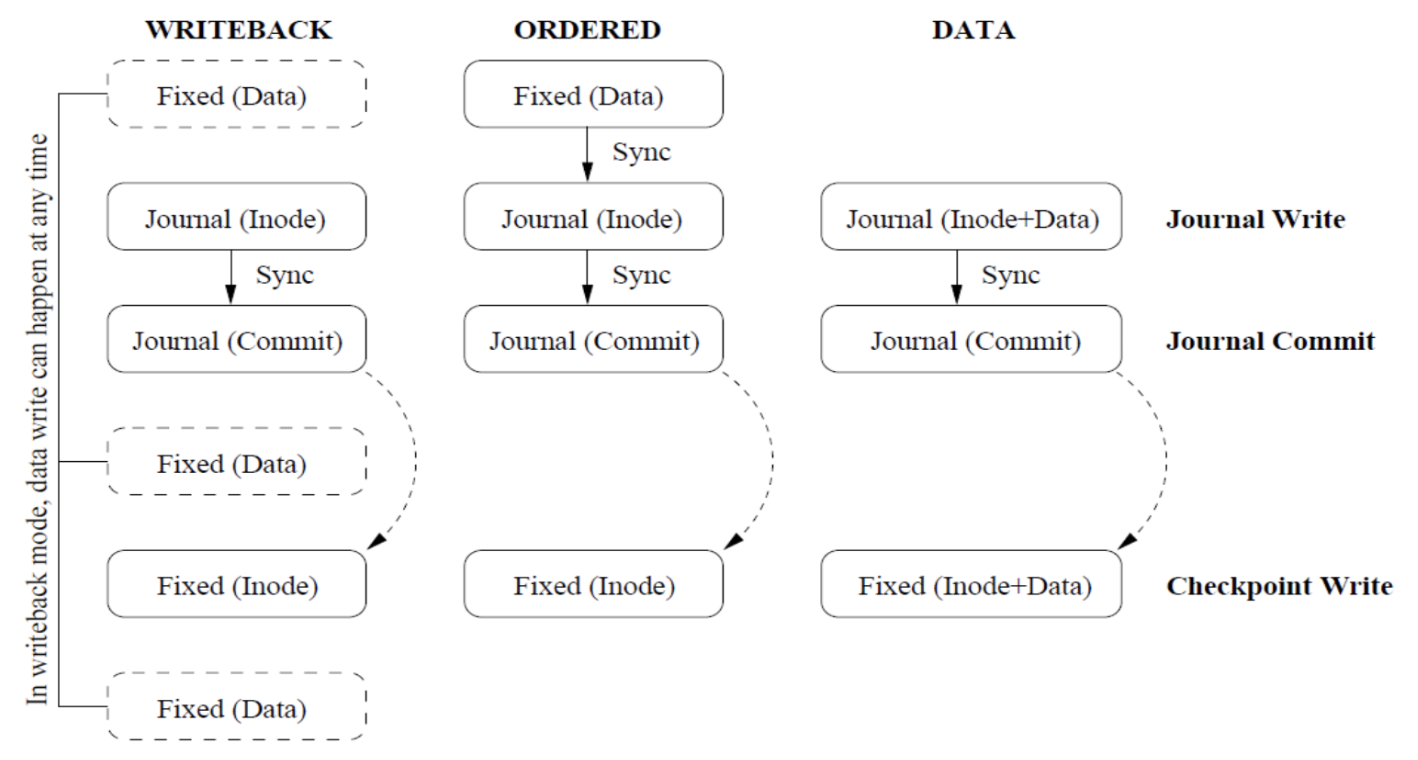 WRITEBACK ORDERED DATA
Fixed (Data) Fixed (Data)
Sync
Journal (Inode) Journal (Inode) Journal (Inode+Data) Journal Write
Sync Sync Sync
Journal (Commit) Journal (Commit) Journal (Commit) Journal Commit
Fixed (Data)
Fixed (Inode) Fixed (Inode) Fixed (Inode+Data) Checkpoint Write
Fixed (Data)
In writeback mode, data write can happen at any time